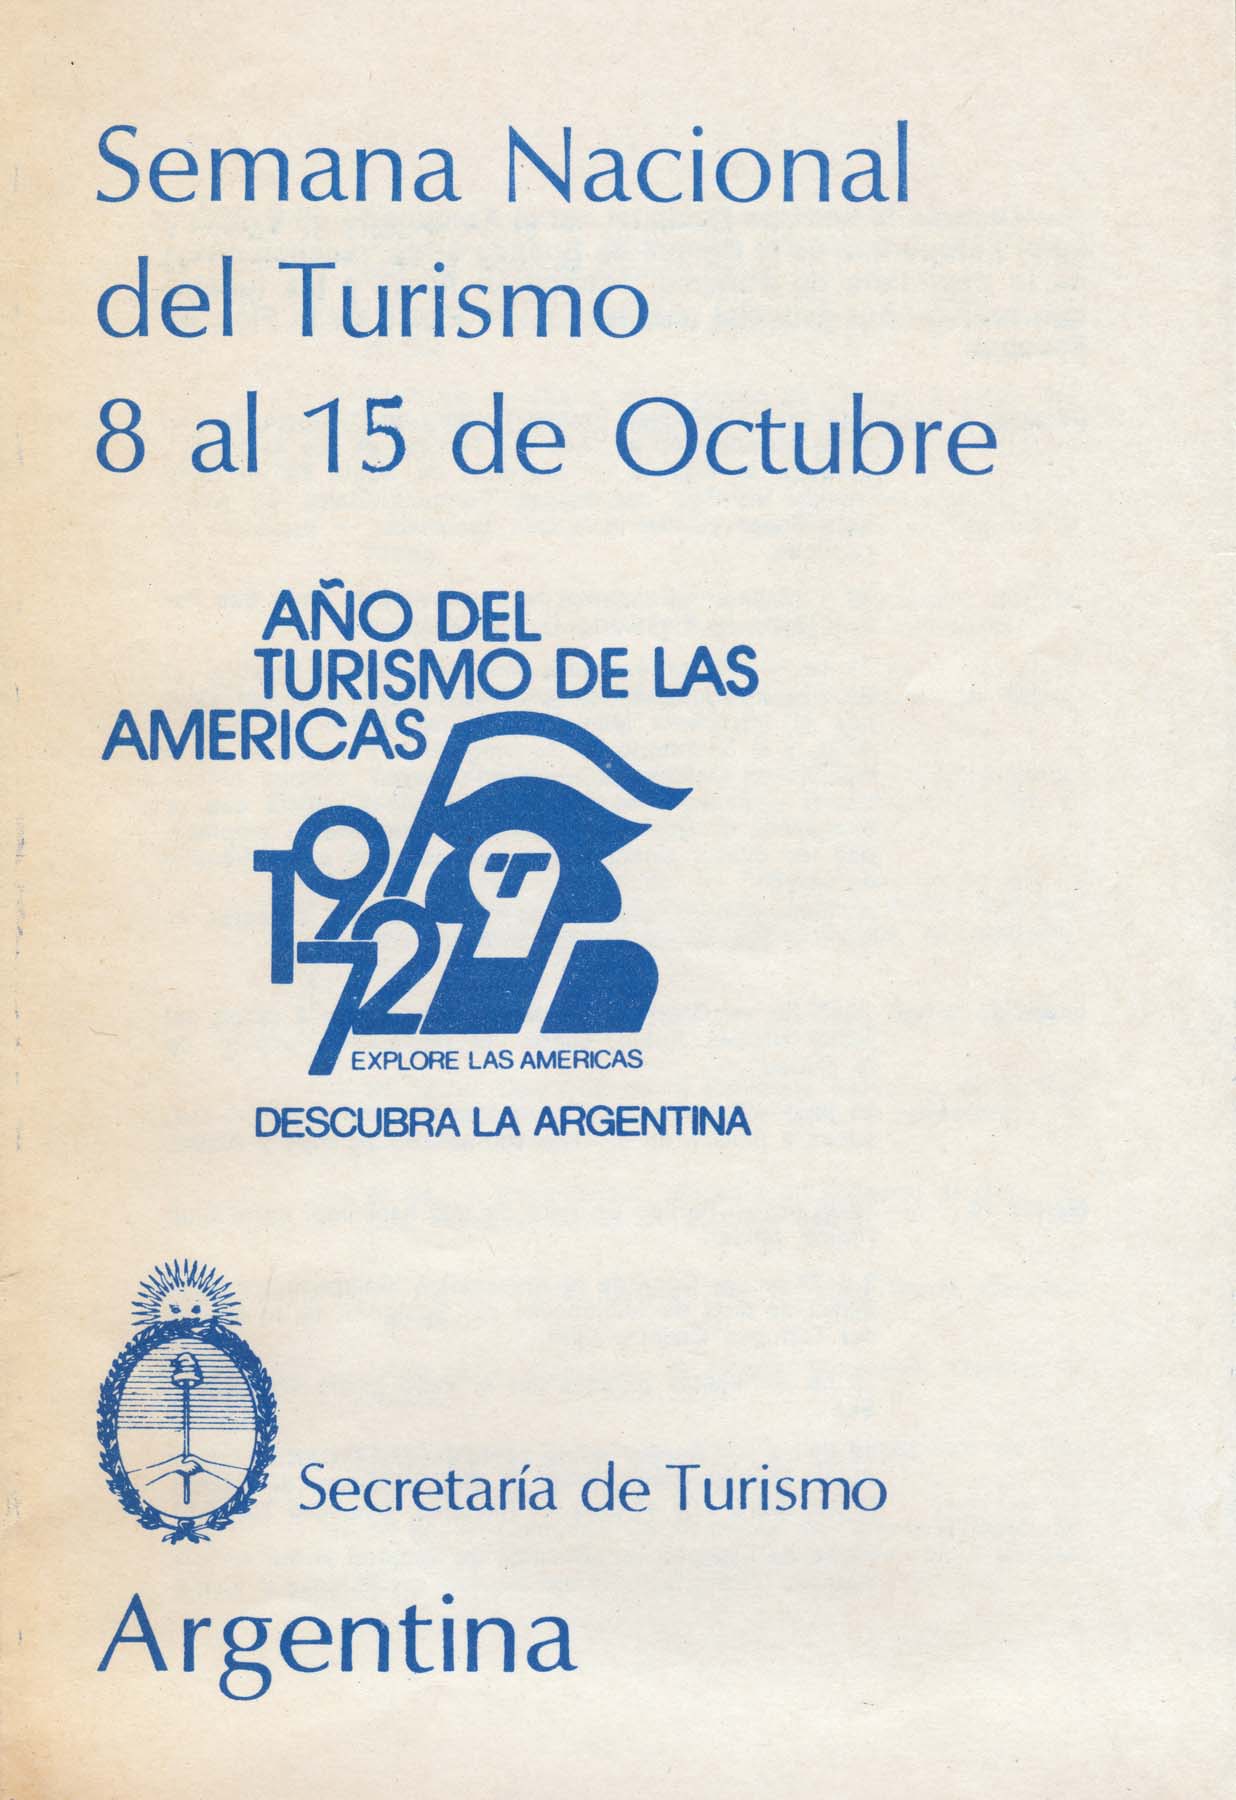 Semana Nacional
del Turismo
8 al 15 de Octubre
AÑO DEL
TURISMO DE LAS
AMERICAS
1972
EXPLORE LAS AMERICAS
DESCUBRA LA ARGENTINA
Secretaría de Turismo
Argentina